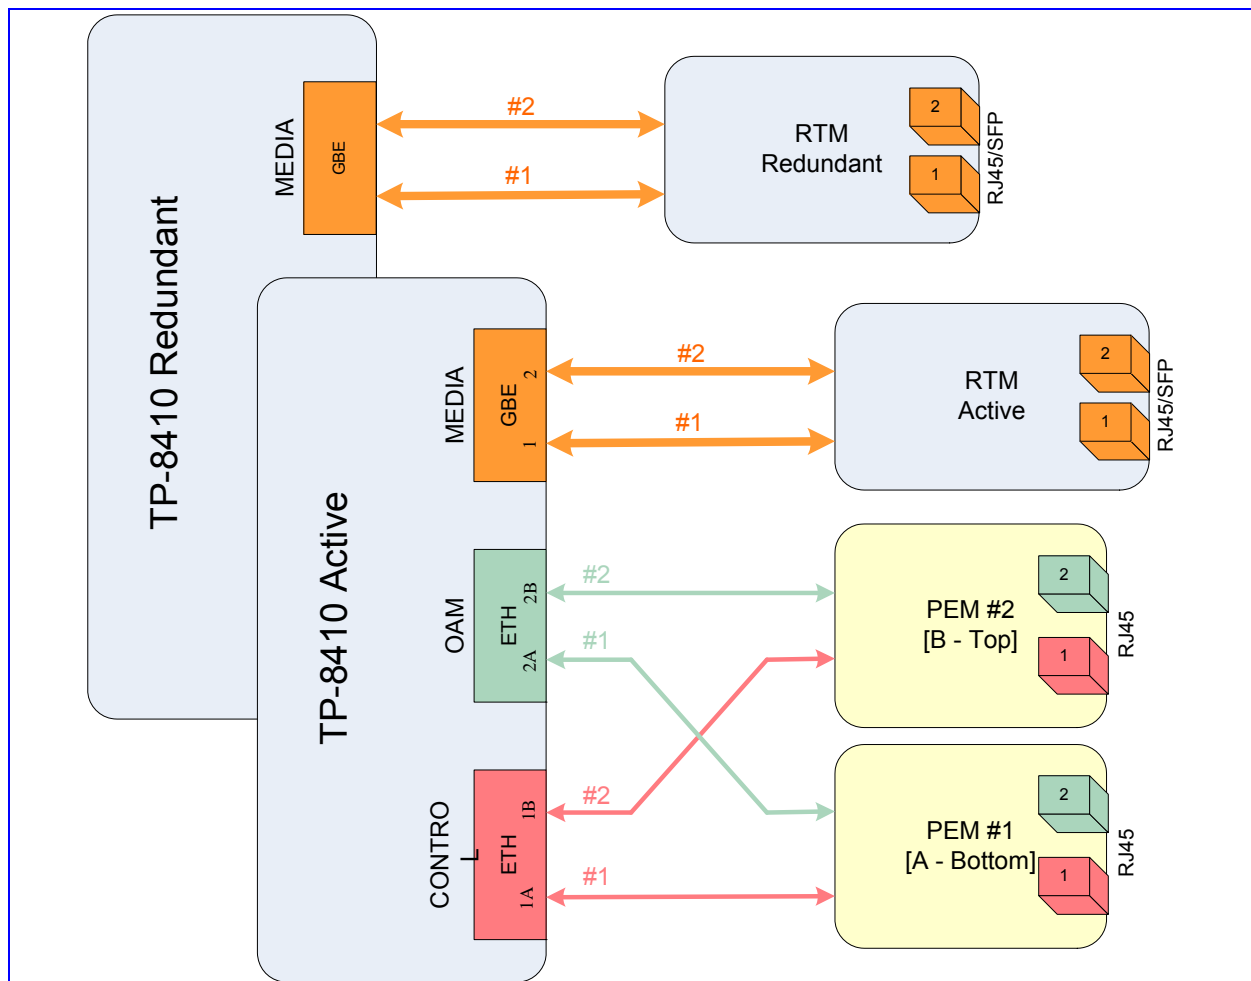 TP-8410 Redundant
MEDIA
GBE
#2
#1
RTM
Redundant
2
1
RJ45/SFP
TP-8410 Active
MEDIA
GBE
2
1
#2
#1
RTM
Active
2
1
RJ45/SFP
OAM
ETH
2B
2A
#2
#1
PEM #2
[B - Top]
2
1
RJ45
CONTRO
L
ETH
1B
1A
#2
#1
PEM #1
[A - Bottom]
2
1
RJ45